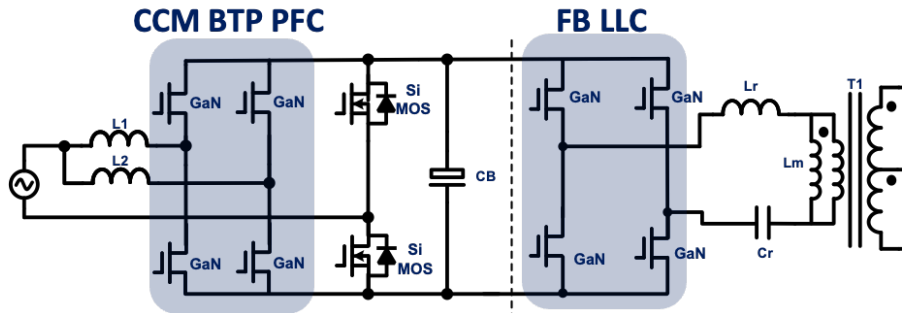 CCM BTP PFC
FB LLC
GaN
GaN
Si
MOS
L1
L2
CB
GaN
GaN
Si
MOS
GaN
GaN
Lr
T1
Lm
Cr
GaN
GaN